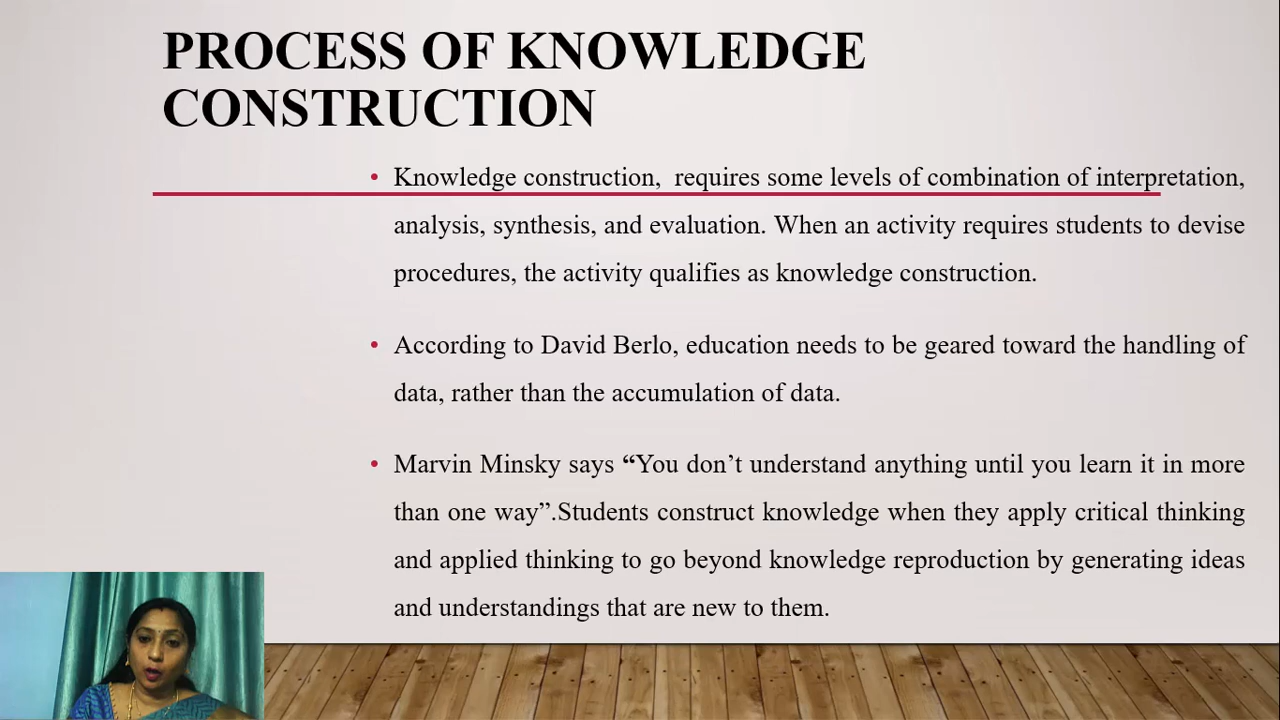 PROCESS OF KNOWLEDGE
CONSTRUCTION
• Knowledge construction,  requires some levels of combination of interpretation,
analysis, synthesis, and evaluation. When an activity requires students to devise
procedures, the activity qualifies as knowledge construction.
• According to David Berlo, education needs to be geared toward the handling of
data, rather than the accumulation of data.
• Marvin Minsky says “You don’t understand anything until you learn it in more
than one way”.Students construct knowledge when they apply critical thinking
and applied thinking to go beyond knowledge reproduction by generating ideas
and understandings that are new to them.